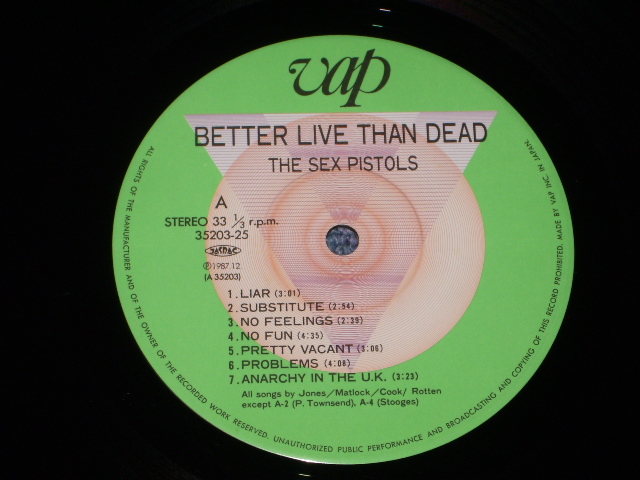 vap
BETTER LIVE THAN DEAD
THE SEX PISTOLS
A
STEREO 33 1/3 r.p.m.
35203-25
JASRAC
Ⓟ1987.12
(A 35203)
1. LIAR (3:01)
2. SUBSTITUTE (2:54)
3. NO FEELINGS (2:39)
4. NO FUN (4:35)
5. PRETTY VACANT (3:06)
6. PROBLEMS (4:08)
7. ANARCHY IN THE U.K. (3:23)
All songs by Jones/Matlock/Cook/Rotten
except A-2 (P. Townsend), A-4 (Stooges)
ALL RIGHTS OF THE MANUFACTURER AND OF THE OWNER OF THE RECORDED WORK RESERVED. UNAUTHORIZED PUBLIC PERFORMANCE AND BROADCASTING AND COPYING OF THIS RECORD PROHIBITED. MADE BY VAP INC. IN JAPAN.